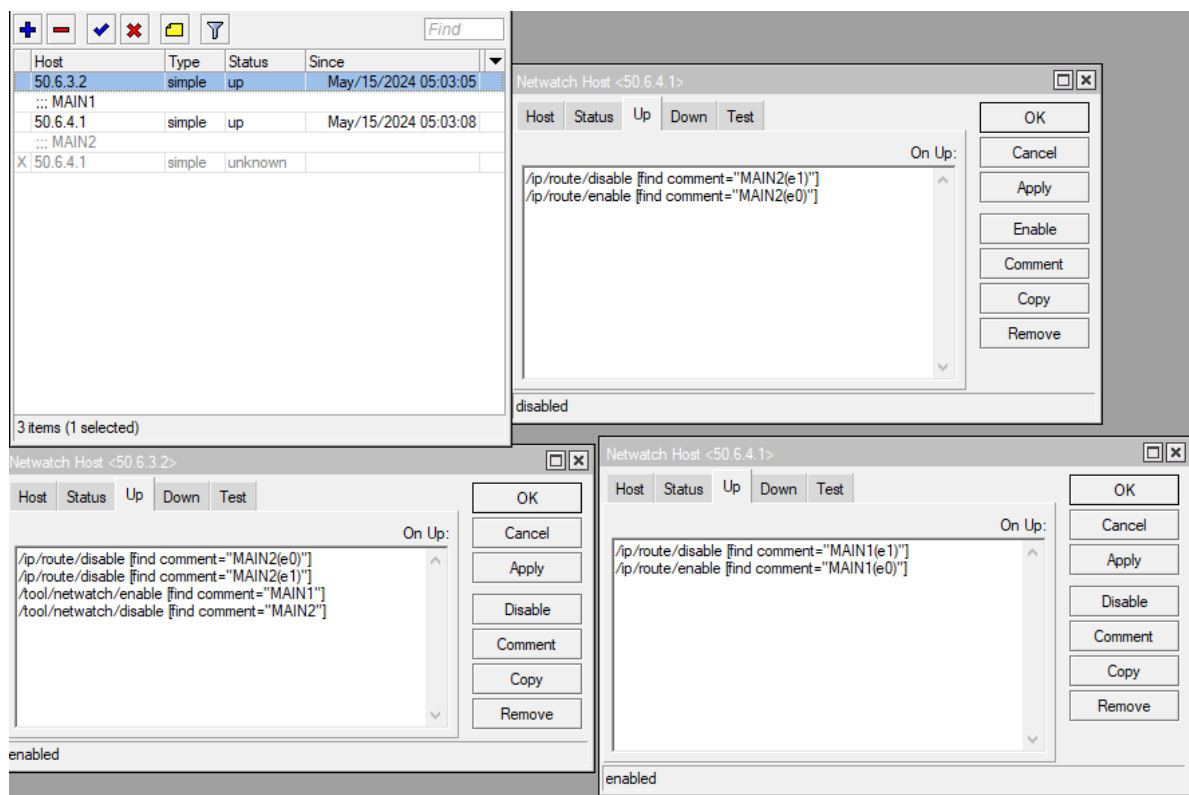 Find
Host Type Status Since
50.6.3.2 simple up May/15/2024 05:03:05
::: MAIN1
50.6.4.1 simple up May/15/2024 05:03:08
::: MAIN2
X 50.6.4.1 simple unknown
3 items (1 selected)
Netwatch Host <50.6.4.1>
Host Status Up Down Test
On Up:
/ip/route/disable [find comment="MAIN2(e1)"]
/ip/route/enable [find comment="MAIN2(e0)"]
OK
Cancel
Apply
Enable
Comment
Copy
Remove
disabled
Netwatch Host <50.6.3.2>
Host Status Up Down Test
On Up:
/ip/route/disable [find comment="MAIN2(e0)"]
/ip/route/disable [find comment="MAIN2(e1)"]
/tool/netwatch/enable [find comment="MAIN1"]
/tool/netwatch/disable [find comment="MAIN2"]
OK
Cancel
Apply
Disable
Comment
Copy
Remove
enabled
Netwatch Host <50.6.4.1>
Host Status Up Down Test
On Up:
/ip/route/disable [find comment="MAIN1(e1)"]
/ip/route/enable [find comment="MAIN1(e0)"]
OK
Cancel
Apply
Disable
Comment
Copy
Remove
enabled